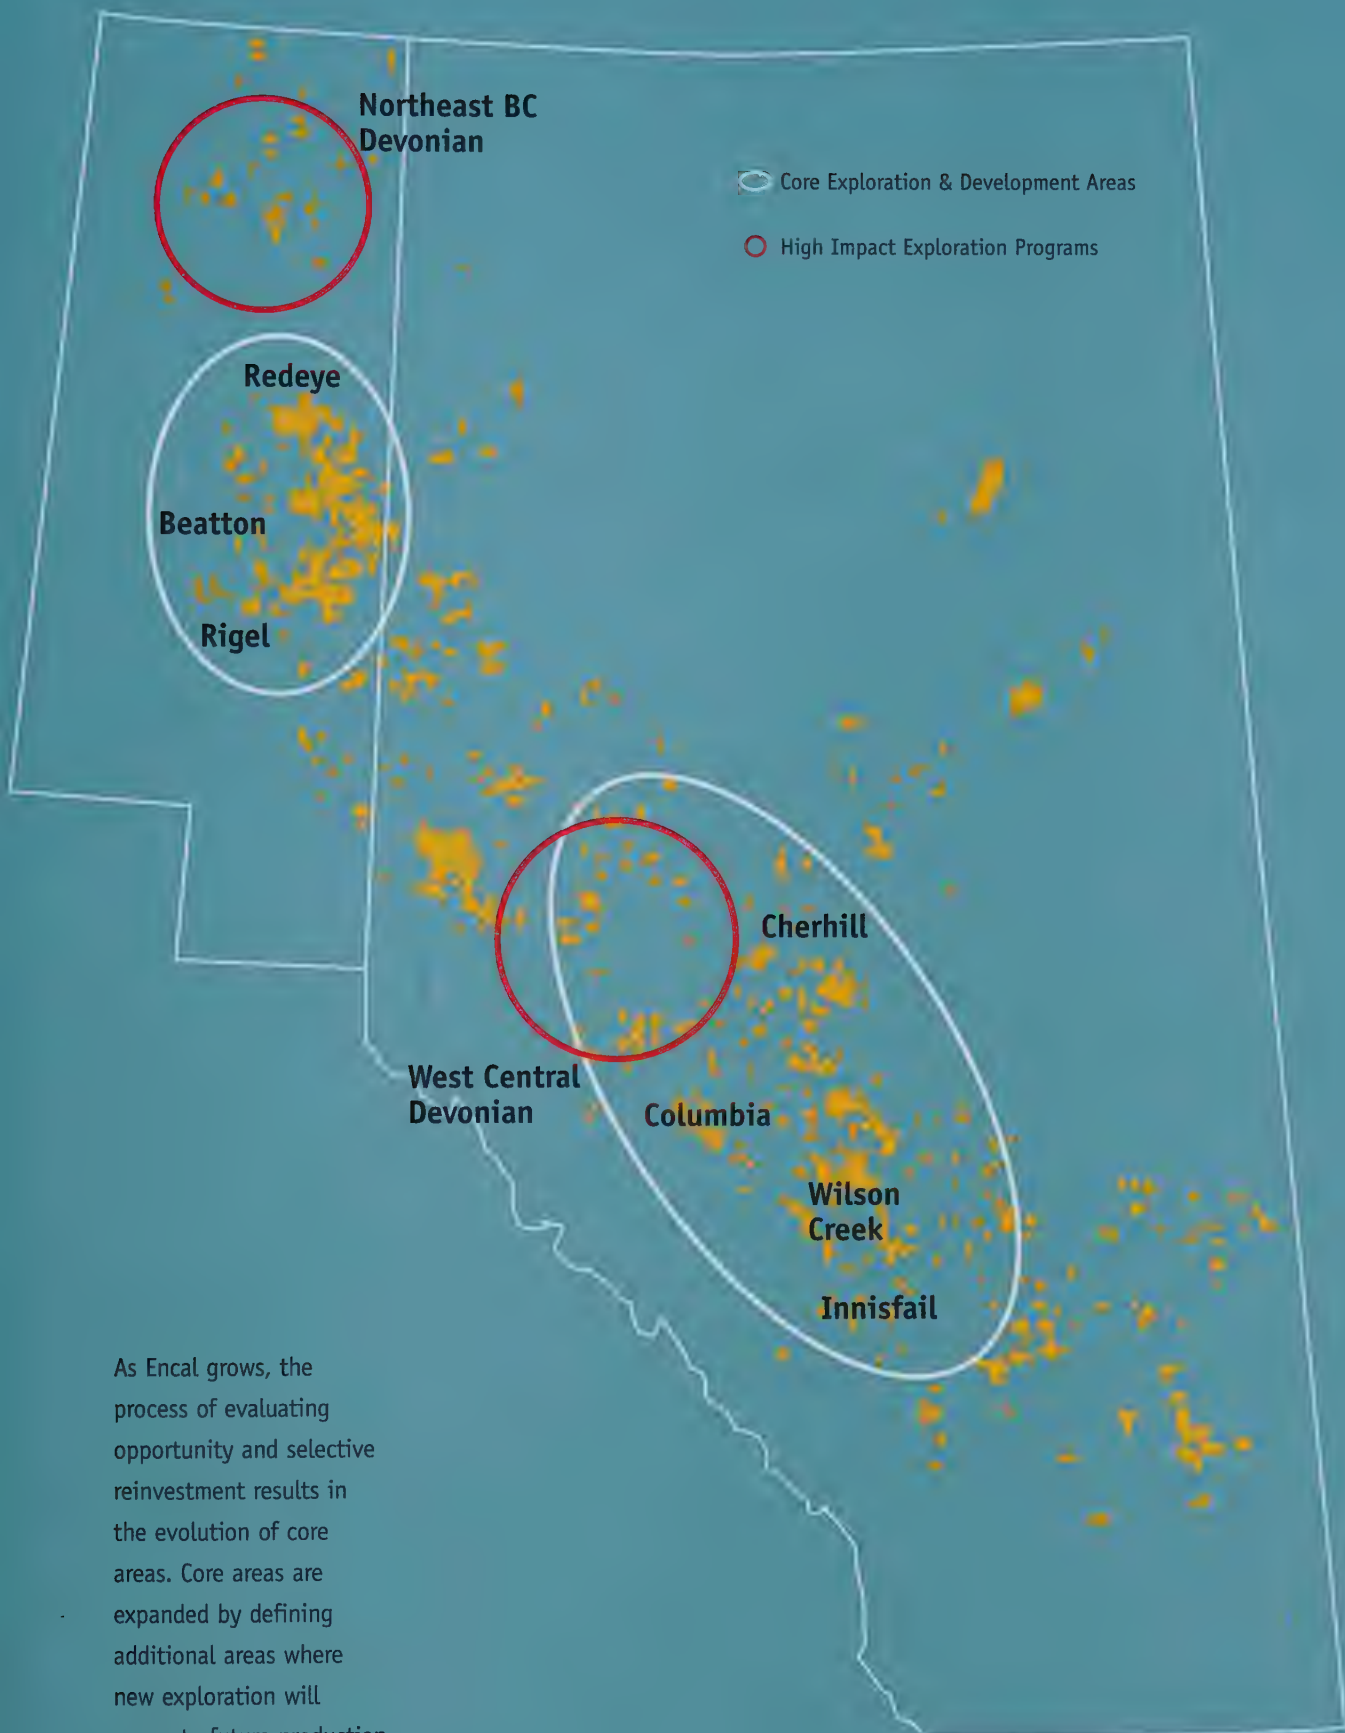 Northeast BC
Devonian
Core Exploration & Development Areas
High Impact Exploration Programs
Redeye
Beatton
Rigel
Cherhill
West Central
Devonian
Columbia
Wilson
Creek
Innisfail
As Encal grows, the
process of evaluating
opportunity and selective
reinvestment results in
the evolution of core
areas. Core areas are
expanded by defining
additional areas where
new exploration will
future production